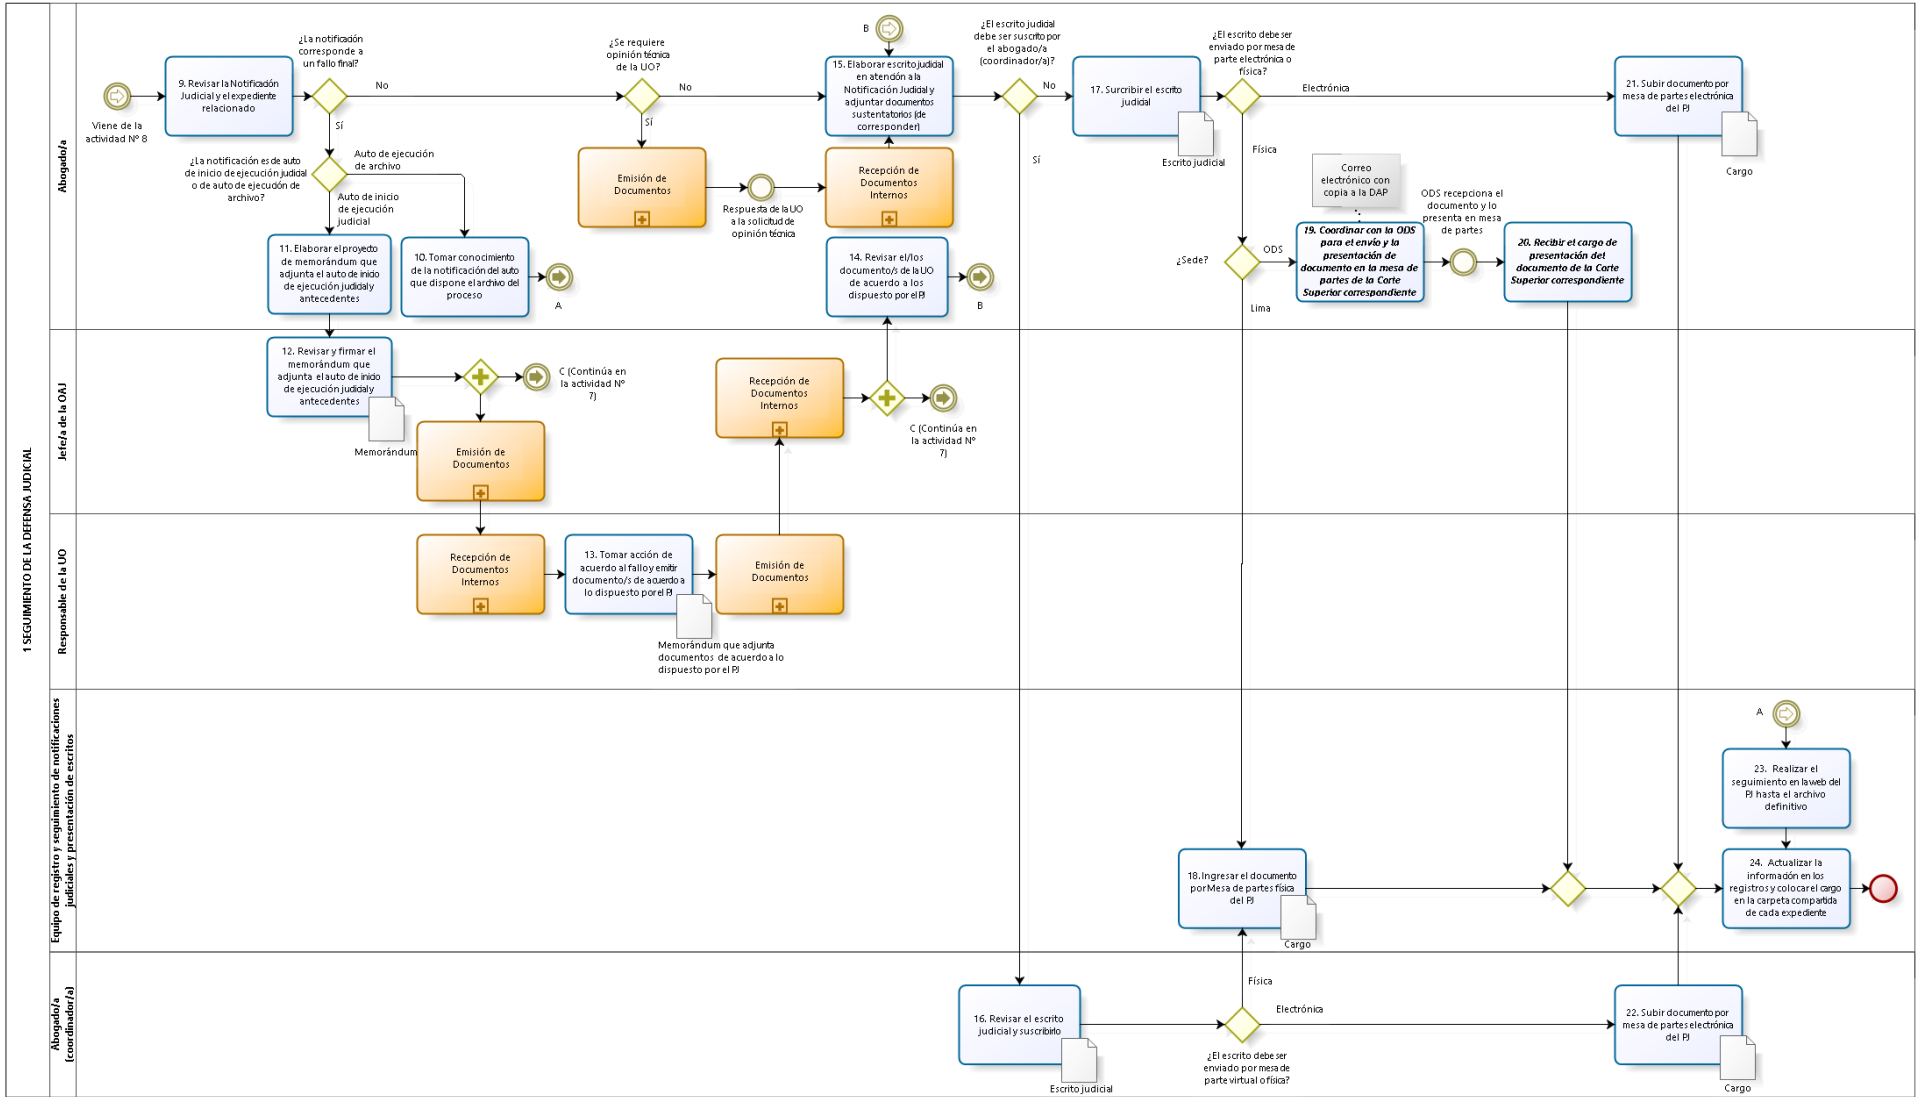 1 SEGUIMIENTO DE LA DEFENSA JUDICIAL
Abogado/a
Viene de la
actividad N° 8
9. Revisar la Notificación
Judicial y el expediente
relacionado
¿La notificación
corresponde a
un fallo final?
No
Sí
¿La notificación es de auto
de inicio de ejecución judicial
o de auto de ejecución de
archivo?
Auto de ejecución
de archivo
Auto de inicio
de ejecución
judicial
11. Elaborar el proyecto
de memorándum que
adjunta el auto de inicio
de ejecución judicial y
antecedentes
10. Tomar conocimiento
de la notificación del auto
que dispone el archivo del
proceso
A
¿Se requiere
opinión técnica
de la UO?
No
Sí
Emisión de
Documentos
Respuesta de la UO
a la solicitud de
opinión técnica
Recepción de
Documentos
Internos
B
15. Elaborar escrito judicial
en atención a la
Notificación Judicial y
adjuntar documentos
sustentatorios (de
corresponder)
14. Revisar el/los
documento/s de la UO
de acuerdo a los
dispuesto por el PJ
B
¿El escrito judicial
debe ser suscrito por
el abogado/a
(coordinador/a)?
No
Sí
17. Surcribir el escrito
judicial
Escrito judicial
¿El escrito debe ser
enviado por mesa de
parte electrónica o
física?
Electrónica
Física
¿Sede?
ODS
Lima
Correo
electrónico con
copia a la DAP
19. Coordinar con la ODS
para el envío y la
presentación de
documento en la mesa de
partes de la Corte
Superior correspondiente
ODS recepciona el
documento y lo
presenta en mesa
de partes
20. Recibir el cargo de
presentación del
documento de la Corte
Superior correspondiente
21. Subir documento por
mesa de partes electrónica
del PJ
Cargo
Jefe/a de la OAJ
12. Revisar y firmar el
memorándum que
adjunta el auto de inicio
de ejecución judicial y
antecedentes
Memorándum
C (Continúa en
la actividad N°
7)
Emisión de
Documentos
Recepción de
Documentos
Internos
C (Continúa en
la actividad N°
7)
Responsable de la UO
Recepción de
Documentos
Internos
13. Tomar acción de
acuerdo al fallo y emitir
documento/s de acuerdo a
lo dispuesto por el PJ
Memorándum que adjunta
documentos de acuerdo a lo
dispuesto por el PJ
Emisión de
Documentos
Equipo de registro y seguimiento de notificaciones
judiciales y presentación de escritos
18. Ingresar el documento
por Mesa de partes física
del PJ
Cargo
A
23. Realizar el
seguimiento en la web del
PJ hasta el archivo
definitivo
24. Actualizar la
información en los
registros y colocar el cargo
en la carpeta compartida
de cada expediente
Abogado/a
(coordinador/a)
16. Revisar el escrito
judicial y suscribirlo
Escrito judicial
Física
Electrónica
¿El escrito debe ser
enviado por mesa de
parte virtual o física?
22. Subir documento por
mesa de partes electrónica
del PJ
Cargo